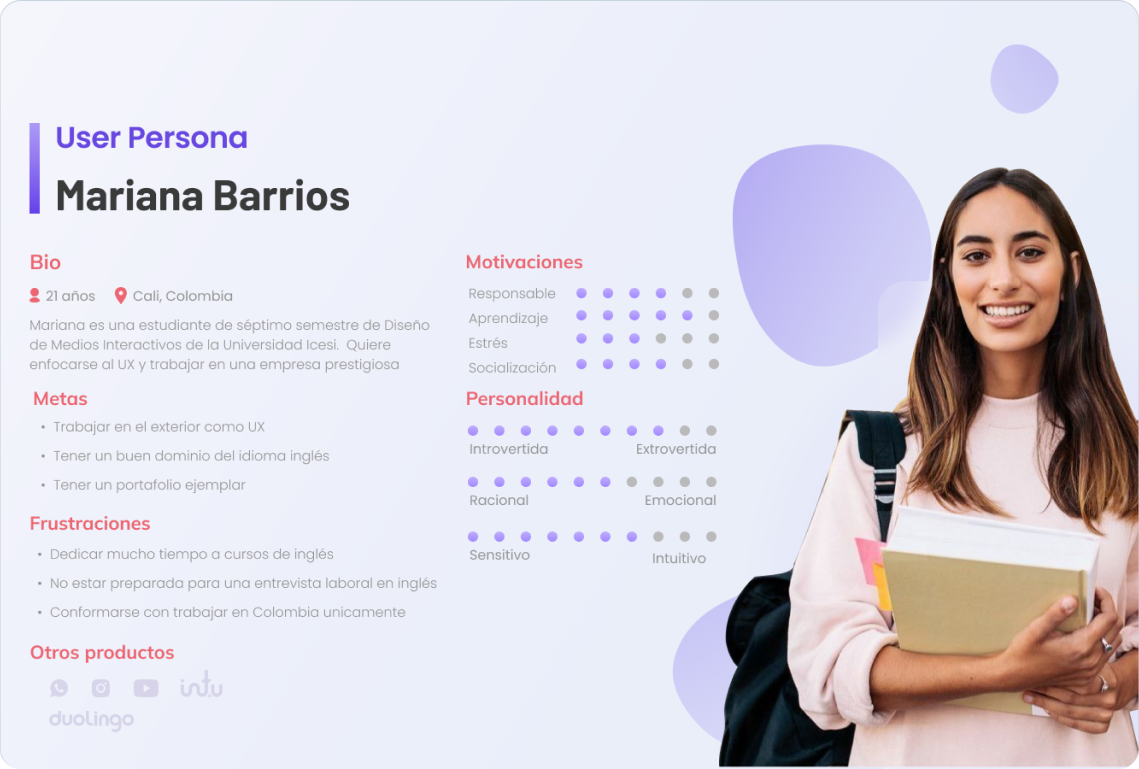 User Persona
Mariana Barrios
Bio
21 años
Cali, Colombia
Mariana es una estudiante de séptimo semestre de Diseño
de Medios Interactivos de la Universidad Icesi. Quiere
enfocarse al UX y trabajar en una empresa prestigiosa
Metas
• Trabajar en el exterior como UX
• Tener un buen dominio del idioma inglés
• Tener un portafolio ejemplar
Frustraciones
• Dedicar mucho tiempo a cursos de inglés
• No estar preparada para una entrevista laboral en inglés
• Conformarse con trabajar en Colombia unicamente
Otros productos
intu
duolingo
Motivaciones
Responsable
Aprendizaje
Estrés
Socialización
Personalidad
Introvertida Extrovertida
Racional Emocional
Sensitivo Intuitivo